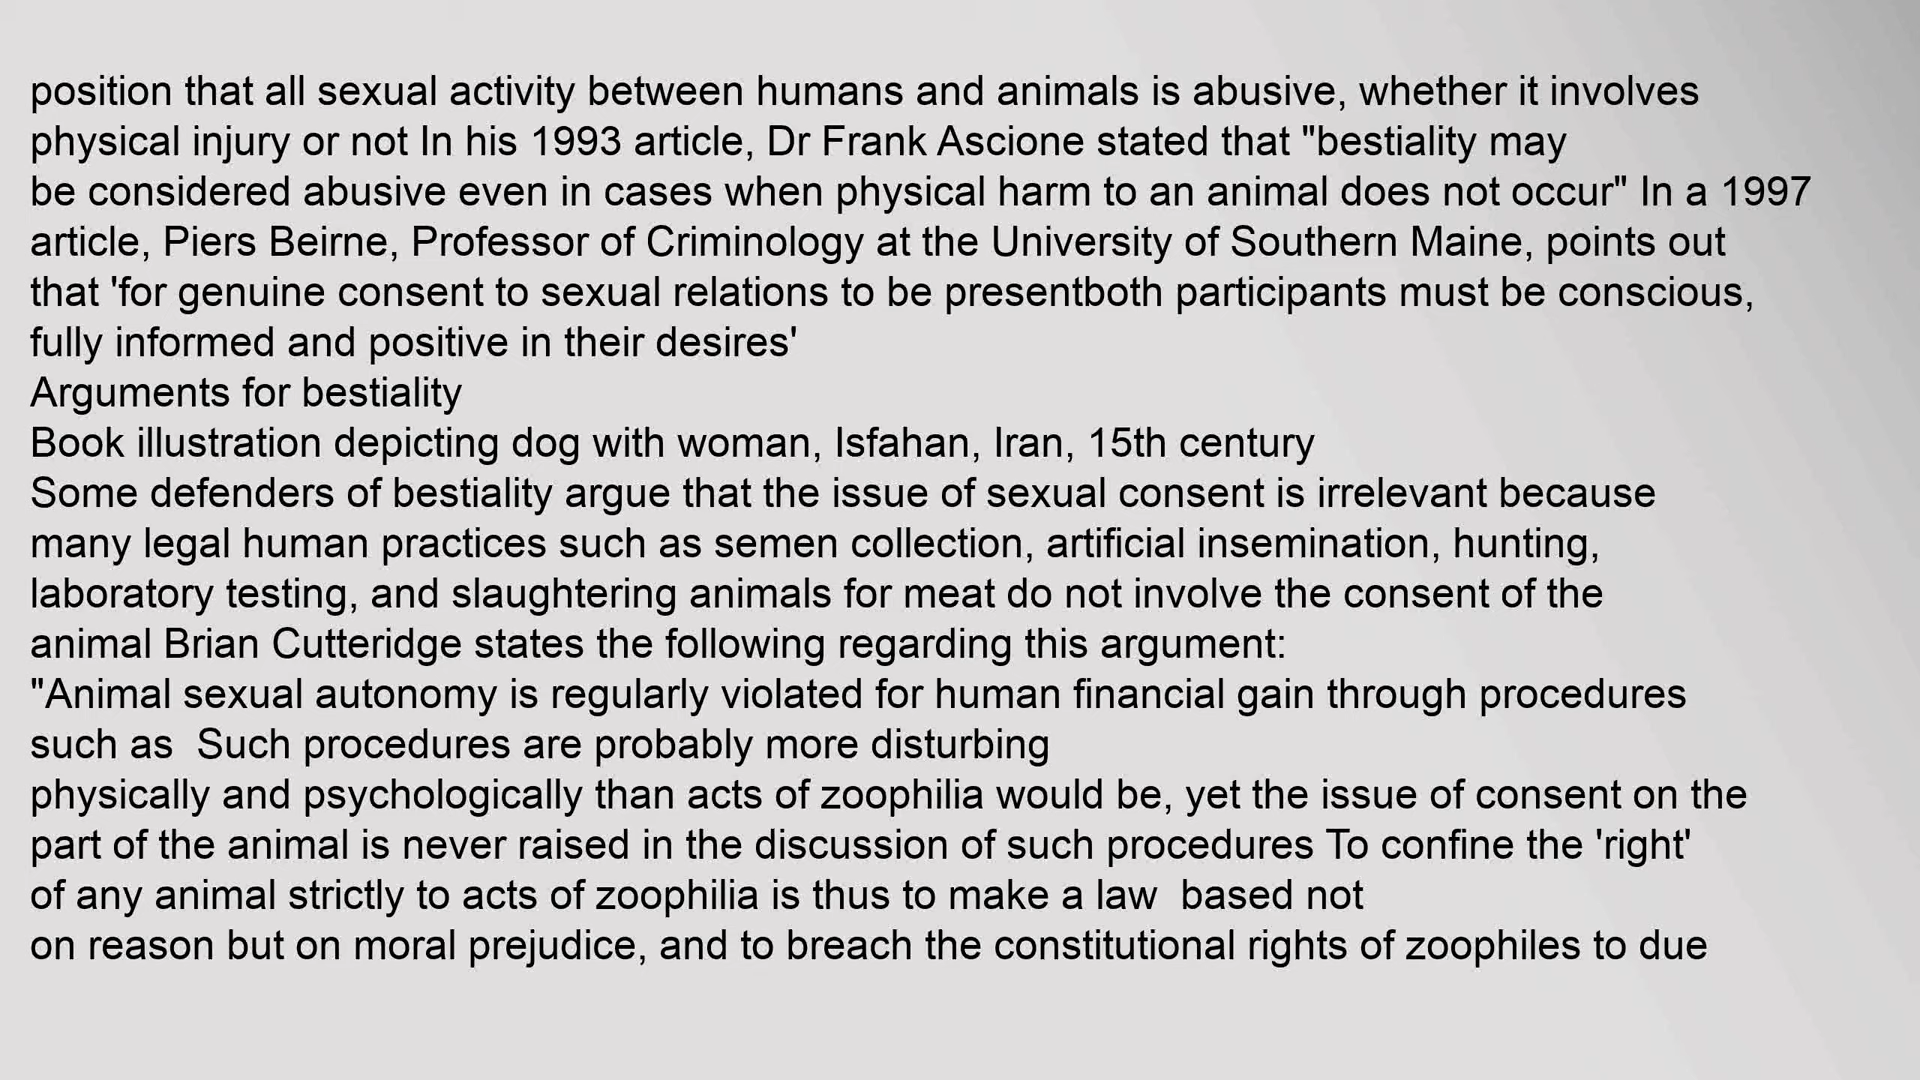 position that all sexual activity between humans and animals is abusive, whether it involves
physical injury or not In his 1993 article, Dr Frank Ascione stated that "bestiality may
be considered abusive even in cases when physical harm to an animal does not occur" In a 1997
article, Piers Beirne, Professor of Criminology at the University of Southern Maine, points out
that 'for genuine consent to sexual relations to be presentboth participants must be conscious,
fully informed and positive in their desires'
Arguments for bestiality
Book illustration depicting dog with woman, Isfahan, Iran, 15th century
Some defenders of bestiality argue that the issue of sexual consent is irrelevant because
many legal human practices such as semen collection, artificial insemination, hunting,
laboratory testing, and slaughtering animals for meat do not involve the consent of the
animal Brian Cutteridge states the following regarding this argument:
"Animal sexual autonomy is regularly violated for human financial gain through procedures
such as  Such procedures are probably more disturbing
physically and psychologically than acts of zoophilia would be, yet the issue of consent on the
part of the animal is never raised in the discussion of such procedures To confine the 'right'
of any animal strictly to acts of zoophilia is thus to make a law  based not
on reason but on moral prejudice, and to breach the constitutional rights of zoophiles to due